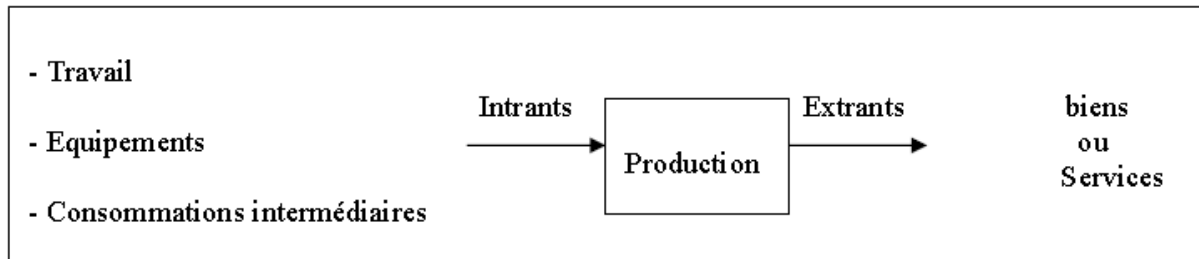 - Travail
- Equipements
- Consommations intermédiaires
Intrants
Production
Extrants
biens
ou
Services